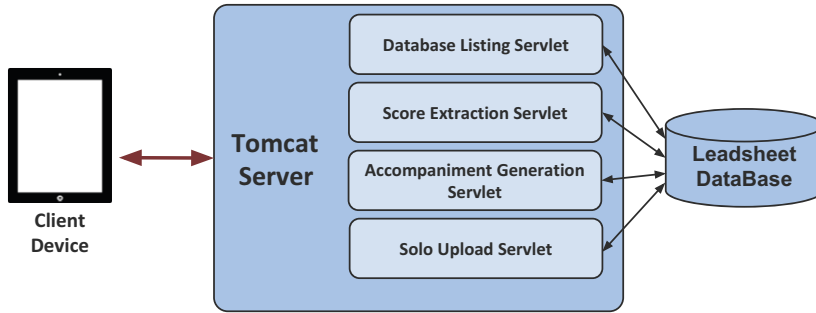 Client
Device
Tomcat
Server
Database Listing Servlet
Score Extraction Servlet
Accompaniment Generation
Servlet
Solo Upload Servlet
Leadsheet
DataBase